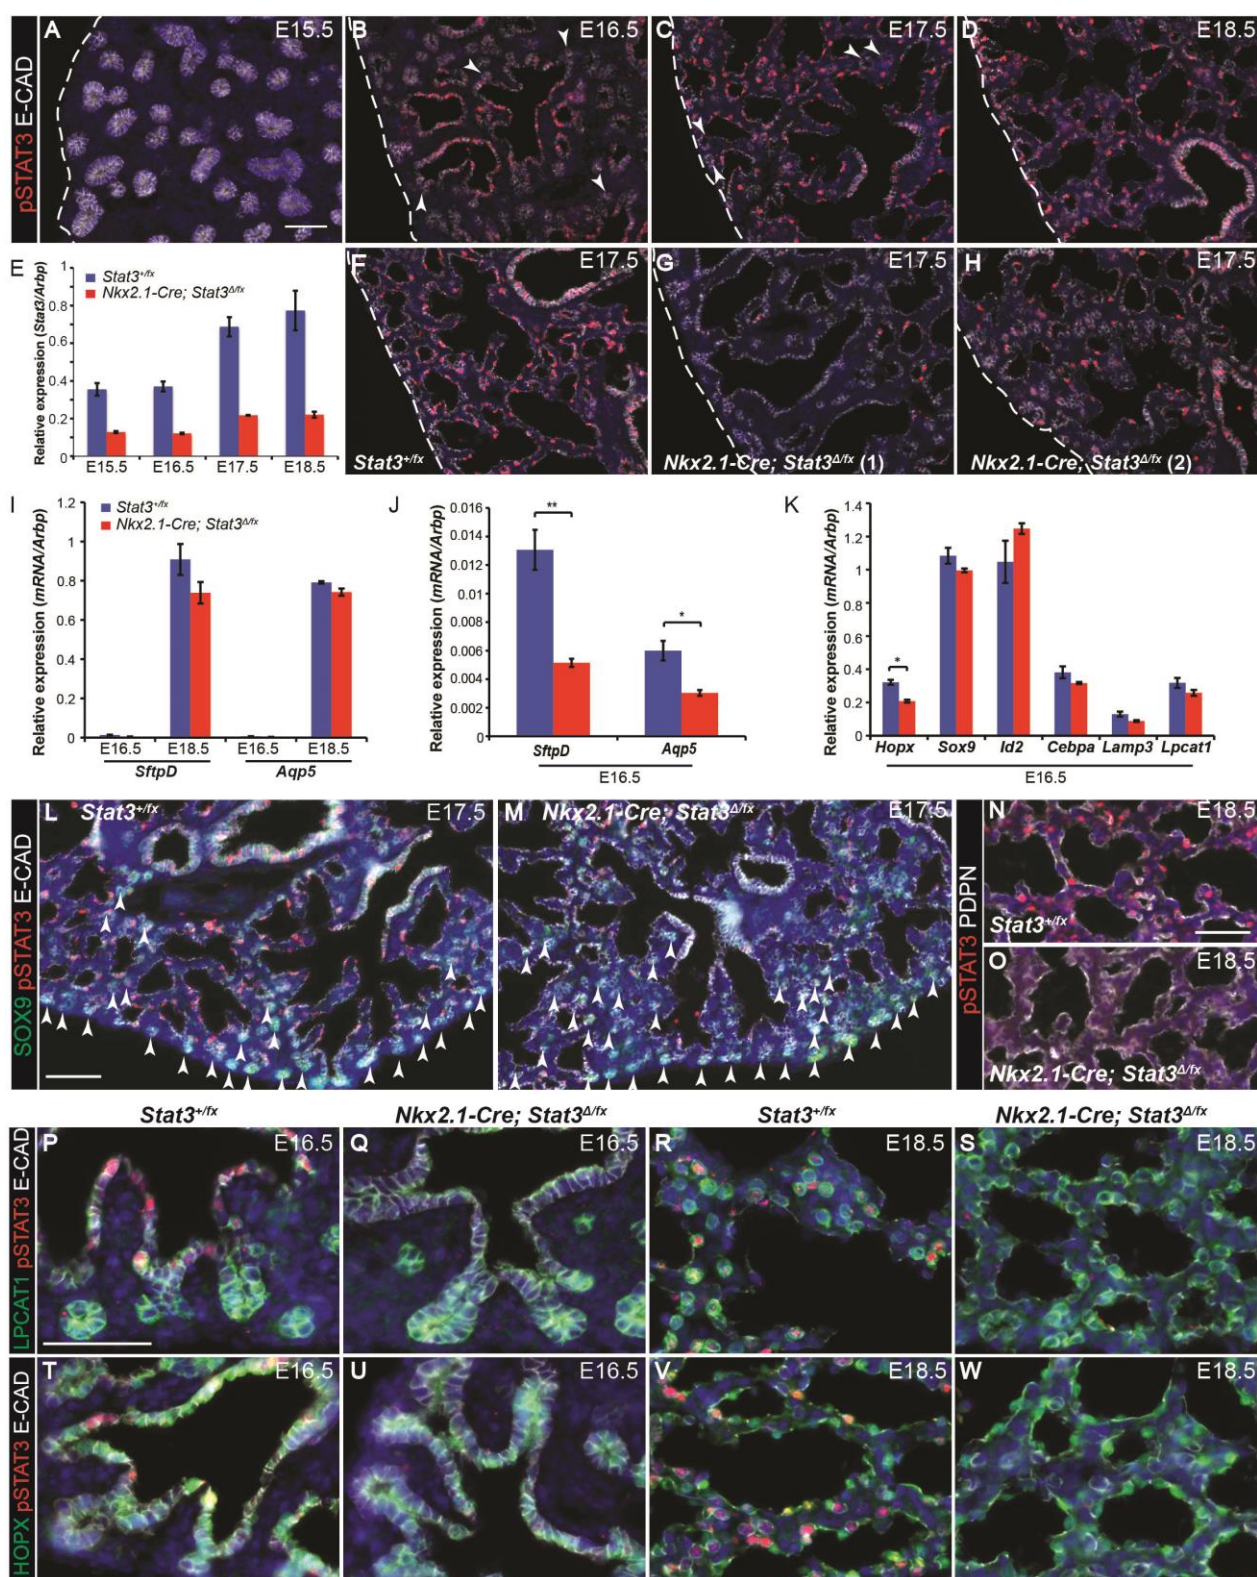 pSTAT3 E-CAD
A E15.5
B E16.5
C E17.5
D E18.5
E
Relative expression (Stat3/Arbp)
1
0.8
0.6
0.4
0.2
0
Stat3+/fx
Nkx2.1-Cre; Stat3Δ/fx
E15.5 E16.5 E17.5 E18.5
F E17.5
Stat3+/fx
G E17.5
Nkx2.1-Cre; Stat3Δ/fx (1)
H E17.5
Nkx2.1-Cre; Stat3Δ/fx (2)
I
Relative expression (mRNA/Arbp)
1.2
1
0.8
0.6
0.4
0.2
0
Stat3+/fx
Nkx2.1-Cre; Stat3Δ/fx
E16.5 E18.5 E16.5 E18.5
SftpD Aqp5
J
Relative expression (mRNA/Arbp)
0.016
0.014
0.012
0.01
0.008
0.006
0.004
0.002
0
**
*
SftpD Aqp5
E16.5
K
Relative expression (mRNA/Arbp)
1.4
1.2
1
0.8
0.6
0.4
0.2
0
*
Hopx Sox9 Id2 Cebpa Lamp3 Lpcat1
E16.5
SOX9 pSTAT3 E-CAD
L Stat3+/fx E17.5
M Nkx2.1-Cre; Stat3Δ/fx E17.5
pSTAT3 PDPN
N E18.5
Stat3+/fx
O E18.5
Nkx2.1-Cre; Stat3Δ/fx
Stat3+/fx Nkx2.1-Cre; Stat3Δ/fx Stat3+/fx Nkx2.1-Cre; Stat3Δ/fx
LPCAT1 pSTAT3 E-CAD
P E16.5
Q E16.5
R E18.5
S E18.5
HOPX pSTAT3 E-CAD
T E16.5
U E16.5
V E18.5
W E18.5